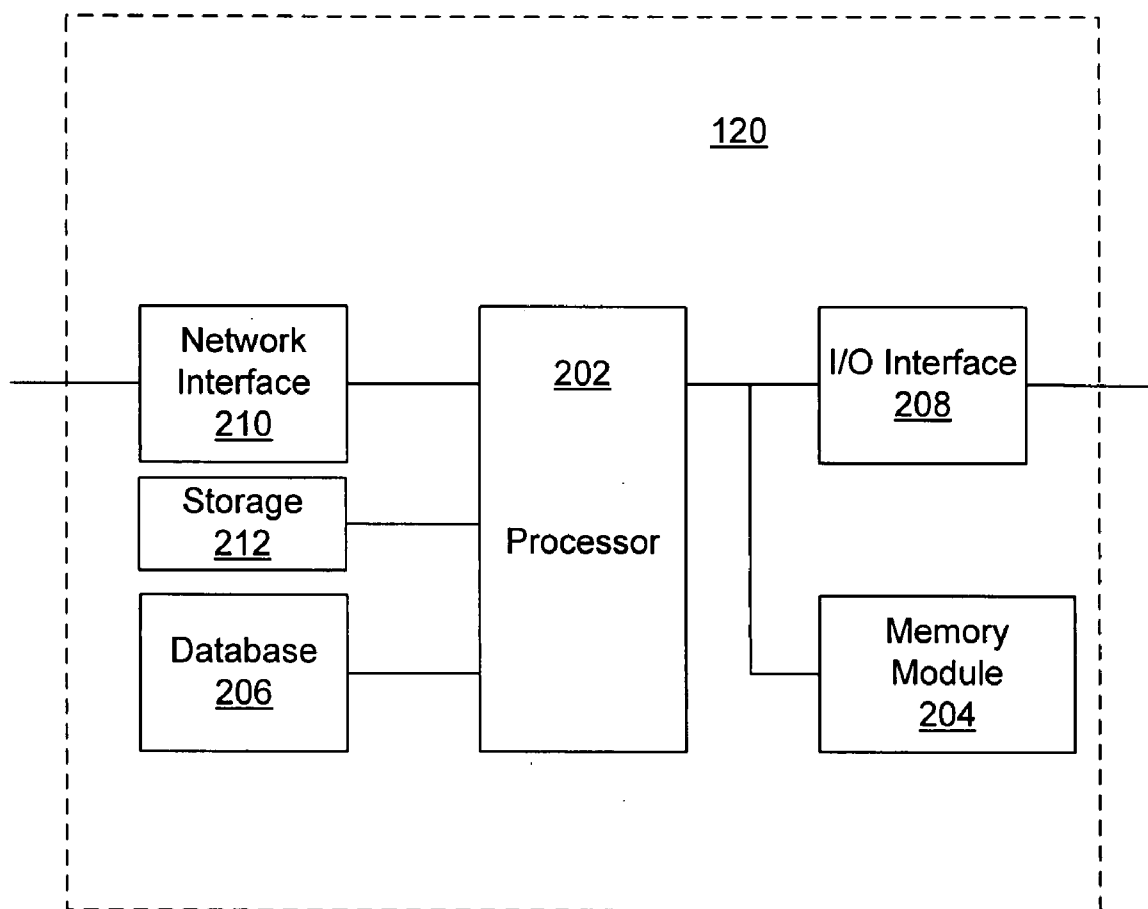 120
Network
Interface
210
Storage
212
Database
206
202
Processor
I/O Interface
208
Memory
Module
204